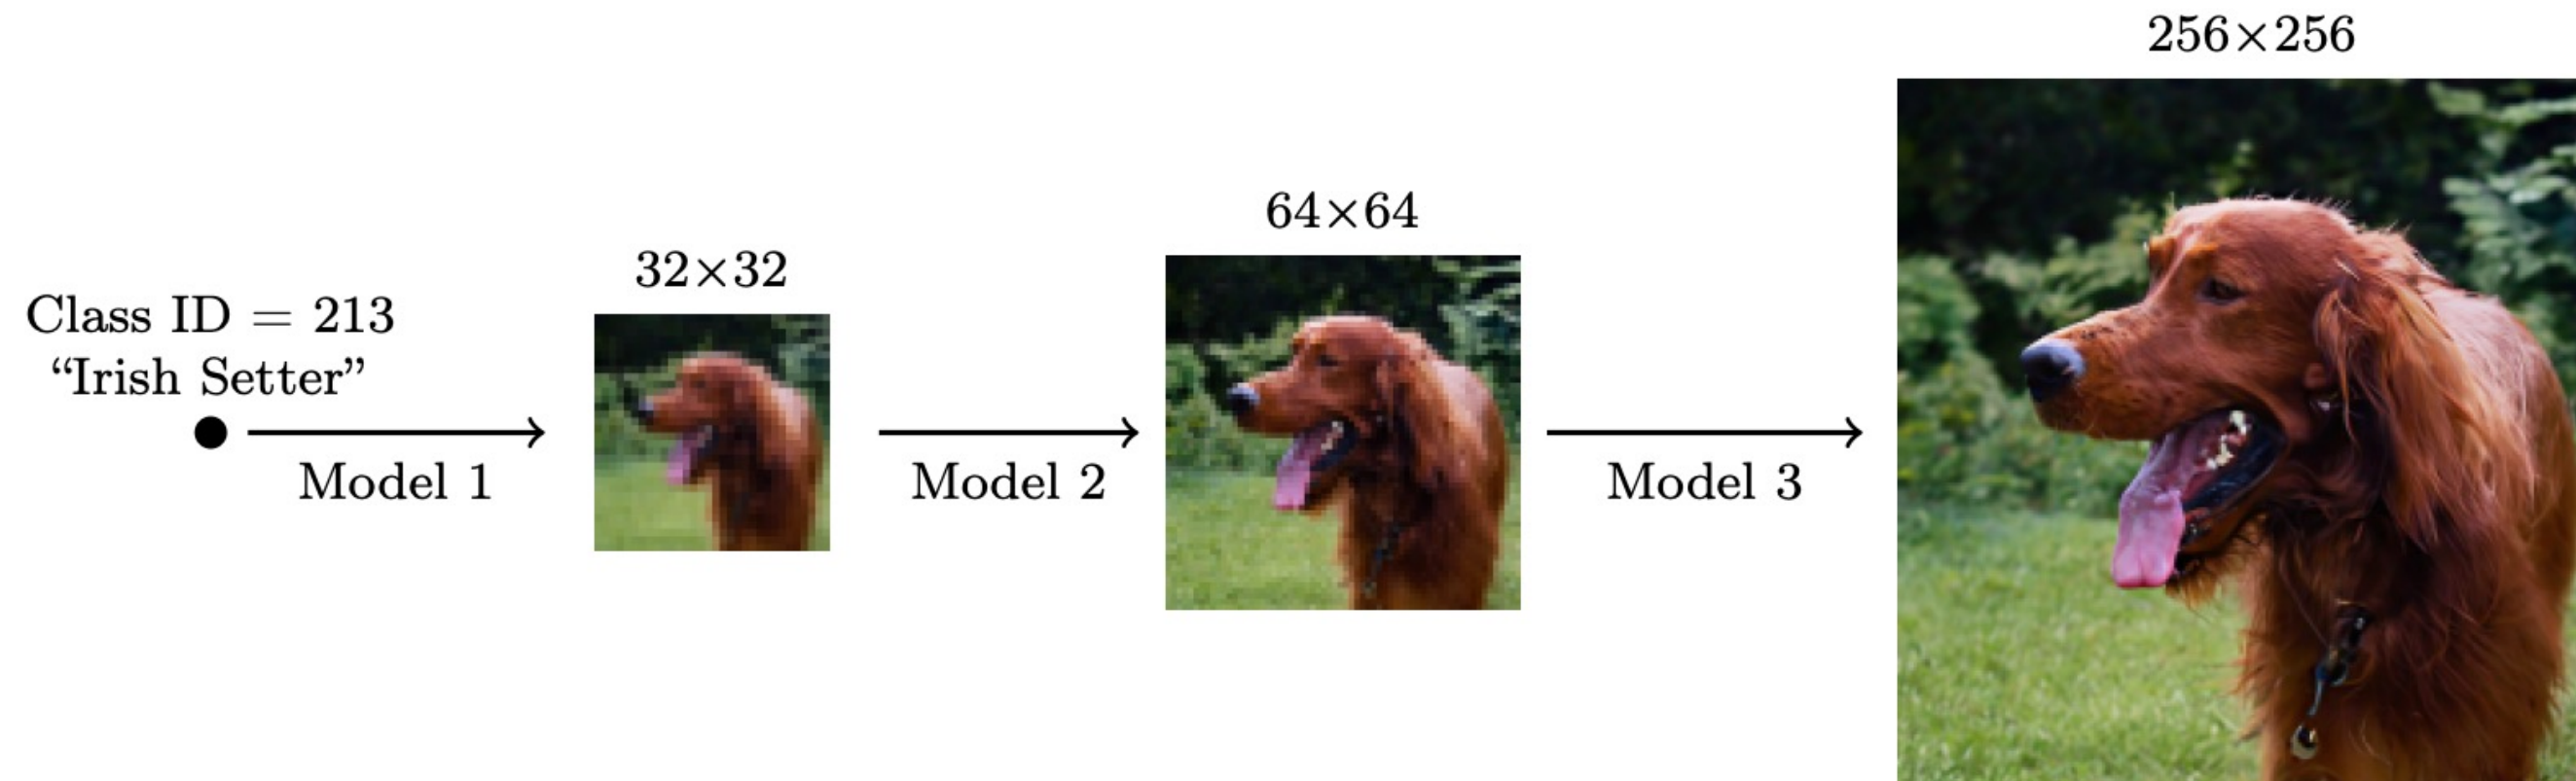 Class ID = 213
“Irish Setter”
Model 1
32×32
Model 2
64×64
Model 3
256×256